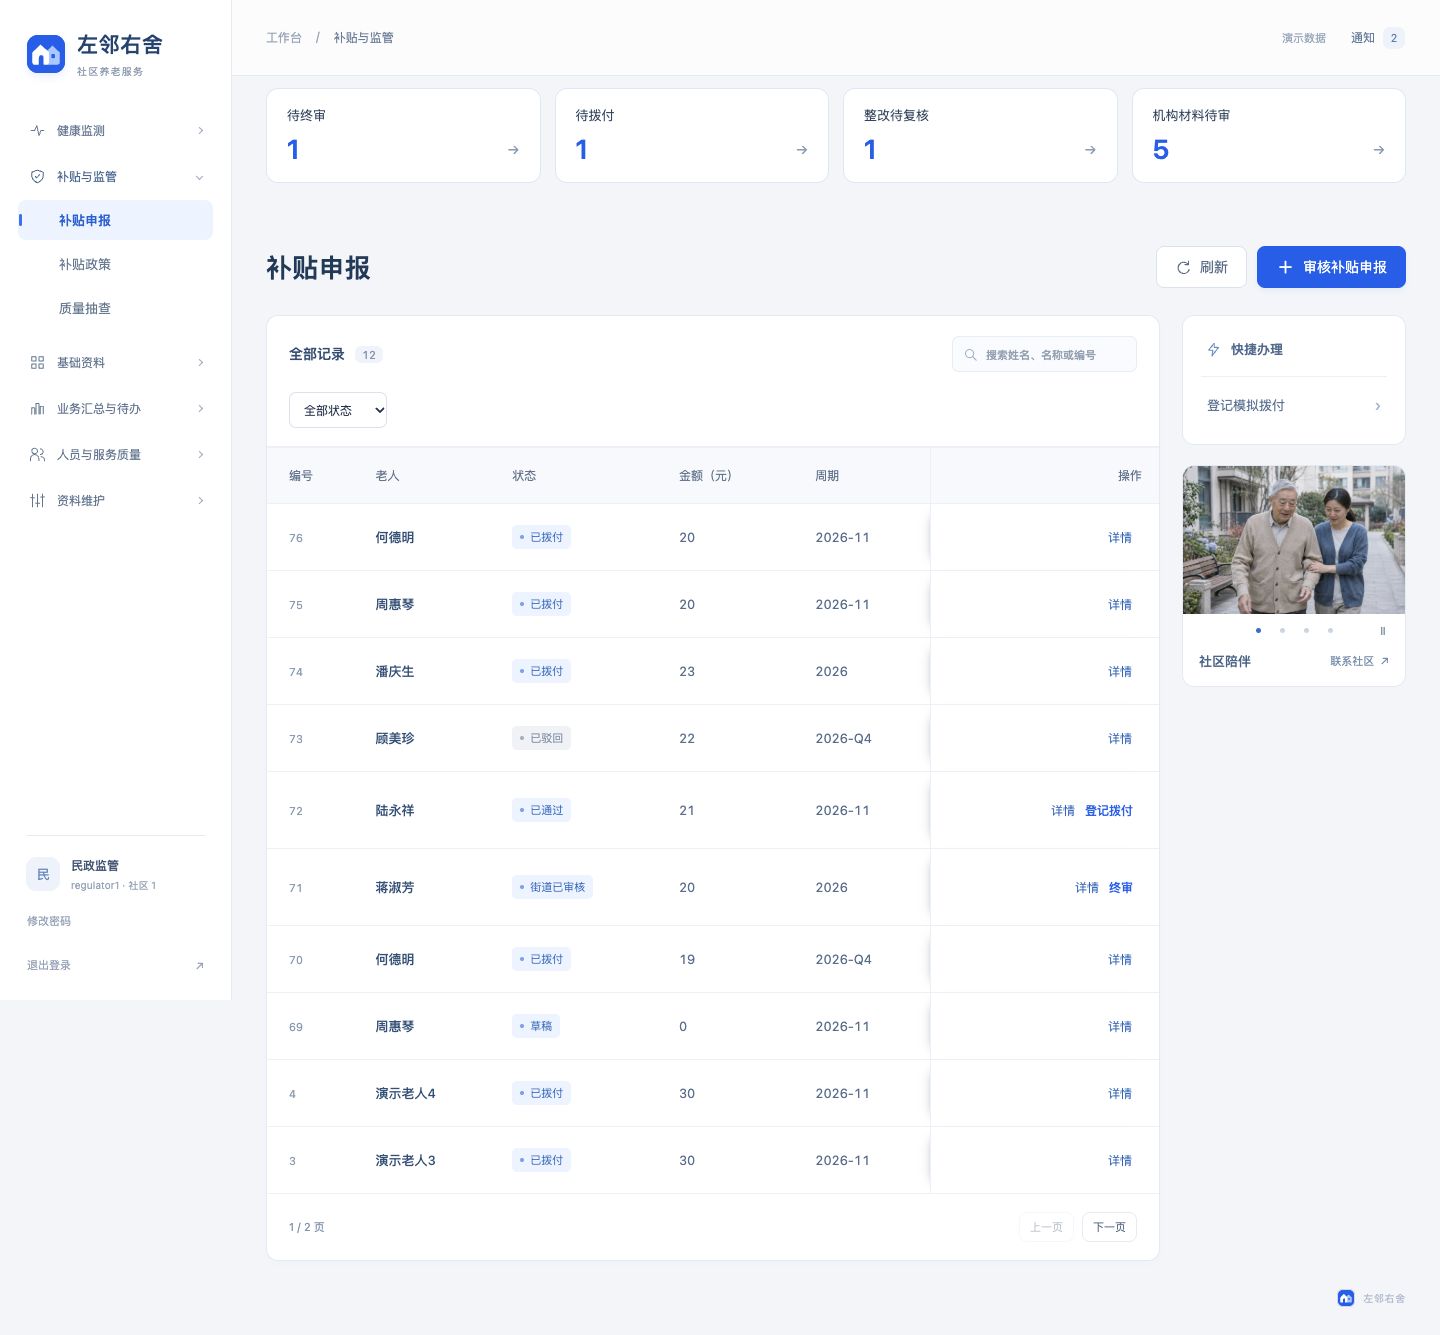 左邻右舍
社区养老服务
健康监测
补贴与监管
补贴申报
补贴政策
质量抽查
基础资料
业务汇总与待办
人员与服务质量
资料维护
民
民政监管
regulator1 · 社区 1
修改密码
退出登录
工作台 / 补贴与监管
演示数据 通知 2
待终审
1
待拨付
1
整改待复核
1
机构材料待审
5
补贴申报
刷新
审核补贴申报
全部记录 12
搜索姓名、名称或编号
全部状态
编号 老人 状态 金额（元） 周期 操作
76 何德明 已拨付 20 2026-11 详情
75 周惠琴 已拨付 20 2026-11 详情
74 潘庆生 已拨付 23 2026 详情
73 顾美珍 已驳回 22 2026-Q4 详情
72 陆永祥 已通过 21 2026-11 详情 登记拨付
71 蒋淑芳 街道已审核 20 2026 详情 终审
70 何德明 已拨付 19 2026-Q4 详情
69 周惠琴 草稿 0 2026-11 详情
4 演示老人4 已拨付 30 2026-11 详情
3 演示老人3 已拨付 30 2026-11 详情
1 / 2 页
上一页 下一页
快捷办理
登记模拟拨付
社区陪伴
联系社区
左邻右舍